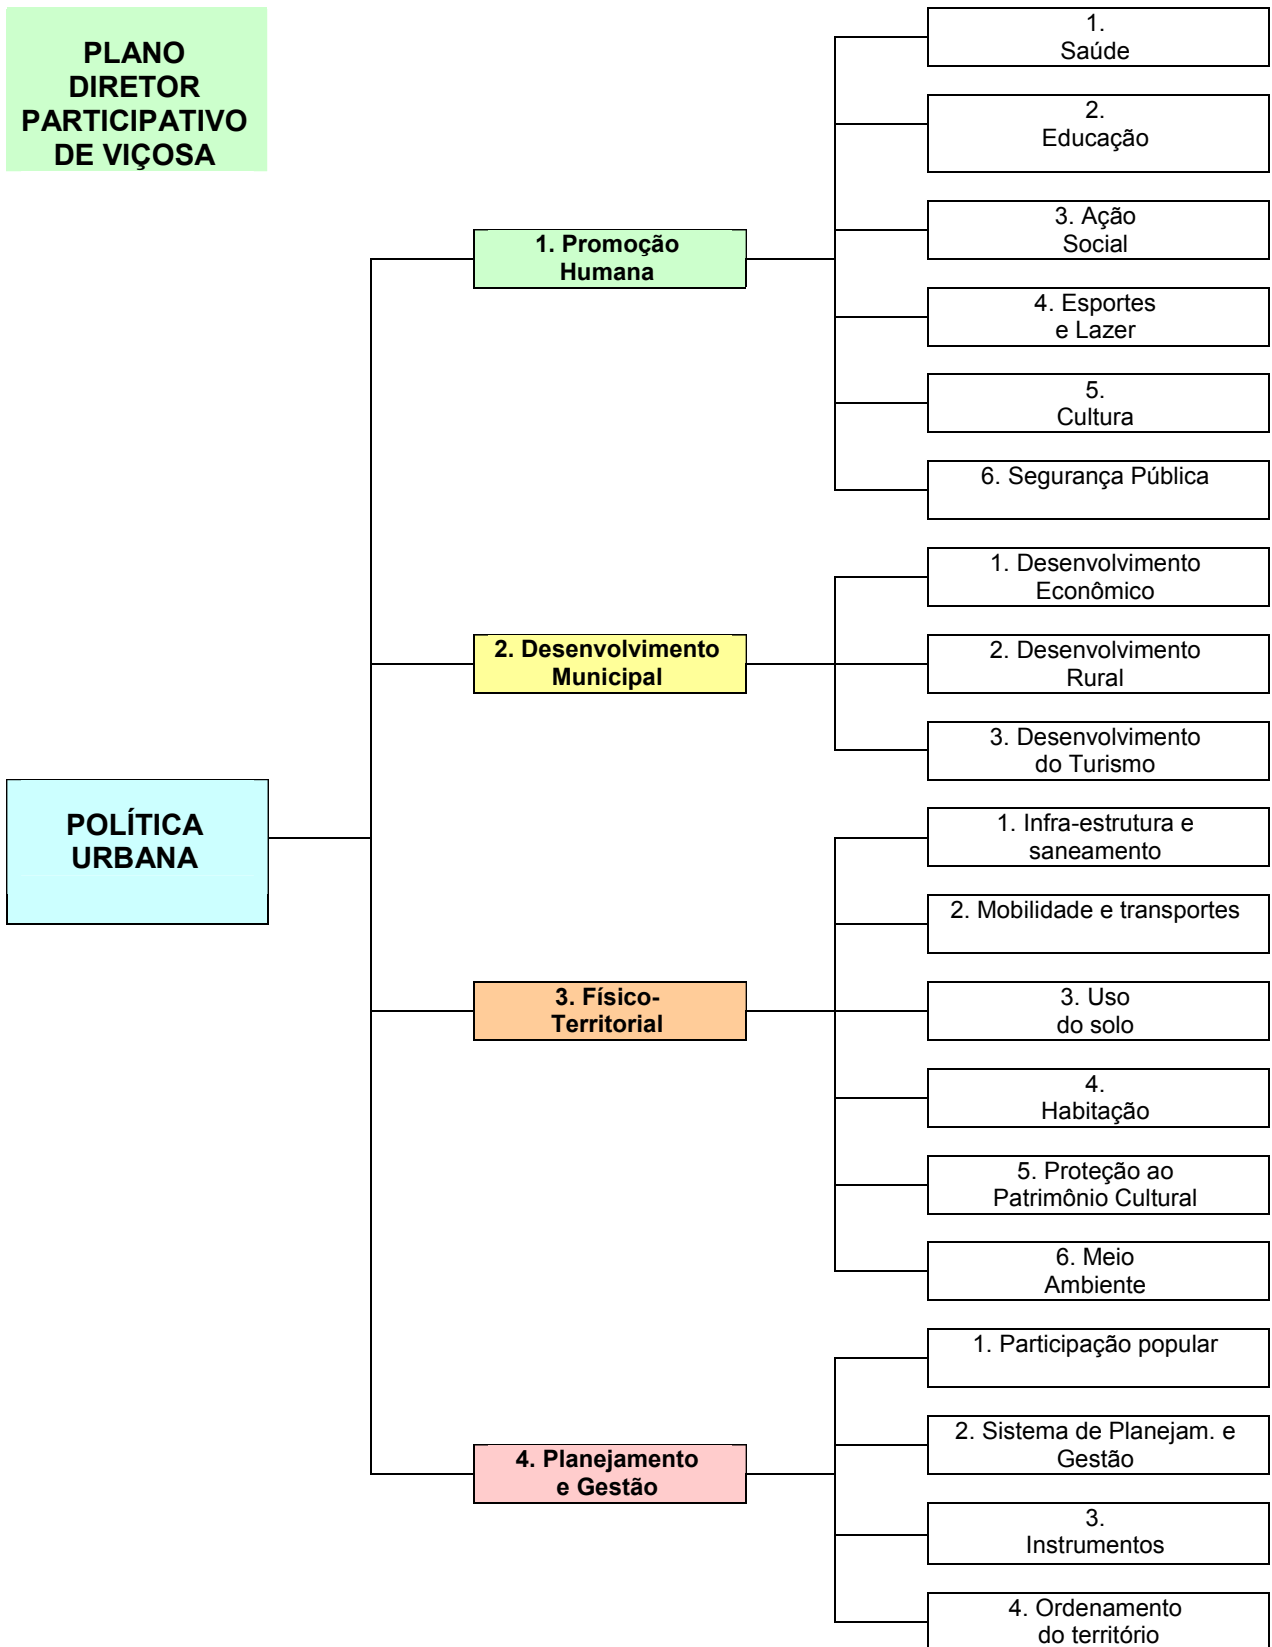 PLANO
DIRETOR
PARTICIPATIVO
DE VIÇOSA
POLÍTICA
URBANA
1. Promoção
Humana
1.
Saúde
2.
Educação
3. Ação
Social
4. Esportes
e Lazer
5.
Cultura
6. Segurança Pública
2. Desenvolvimento
Municipal
1. Desenvolvimento
Econômico
2. Desenvolvimento
Rural
3. Desenvolvimento
do Turismo
3. Físico-
Territorial
1. Infra-estrutura e
saneamento
2. Mobilidade e transportes
3. Uso
do solo
4.
Habitação
5. Proteção ao
Patrimônio Cultural
6. Meio
Ambiente
4. Planejamento
e Gestão
1. Participação popular
2. Sistema de Planejam. e
Gestão
3.
Instrumentos
4. Ordenamento
do território